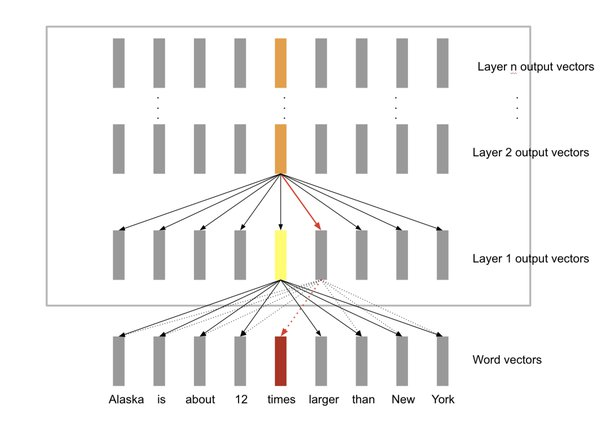 Layer n output vectors
Layer 2 output vectors
Layer 1 output vectors
Word vectors
Alaska is about 12 times larger than New York